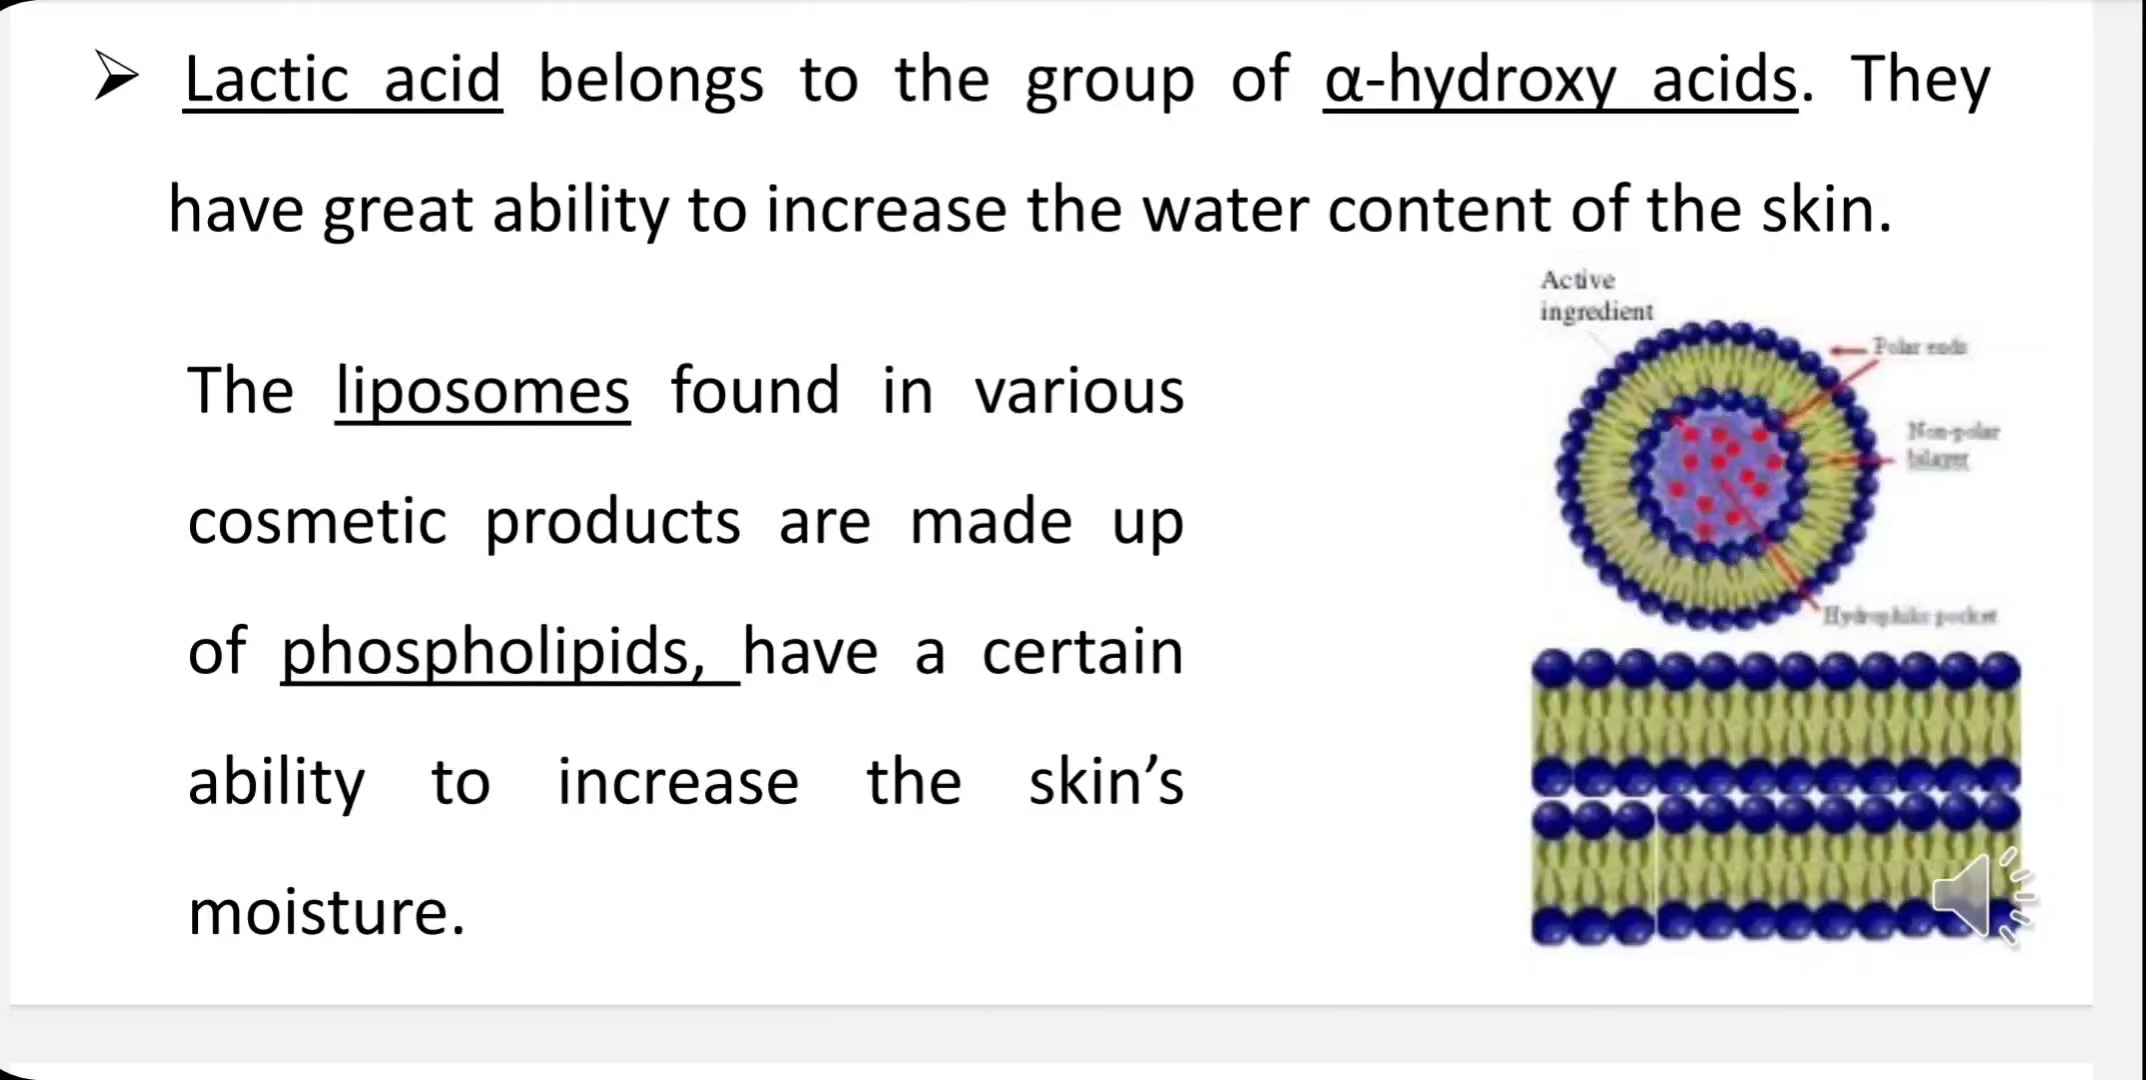 ➢ Lactic acid belongs to the group of α-hydroxy acids. They
have great ability to increase the water content of the skin.
Active
ingredient
Polar ends
The liposomes found in various
Non-polar
bilayer
cosmetic products are made up
Hydrophilic pocket
of phospholipids, have a certain
ability to increase the skin’s
moisture.